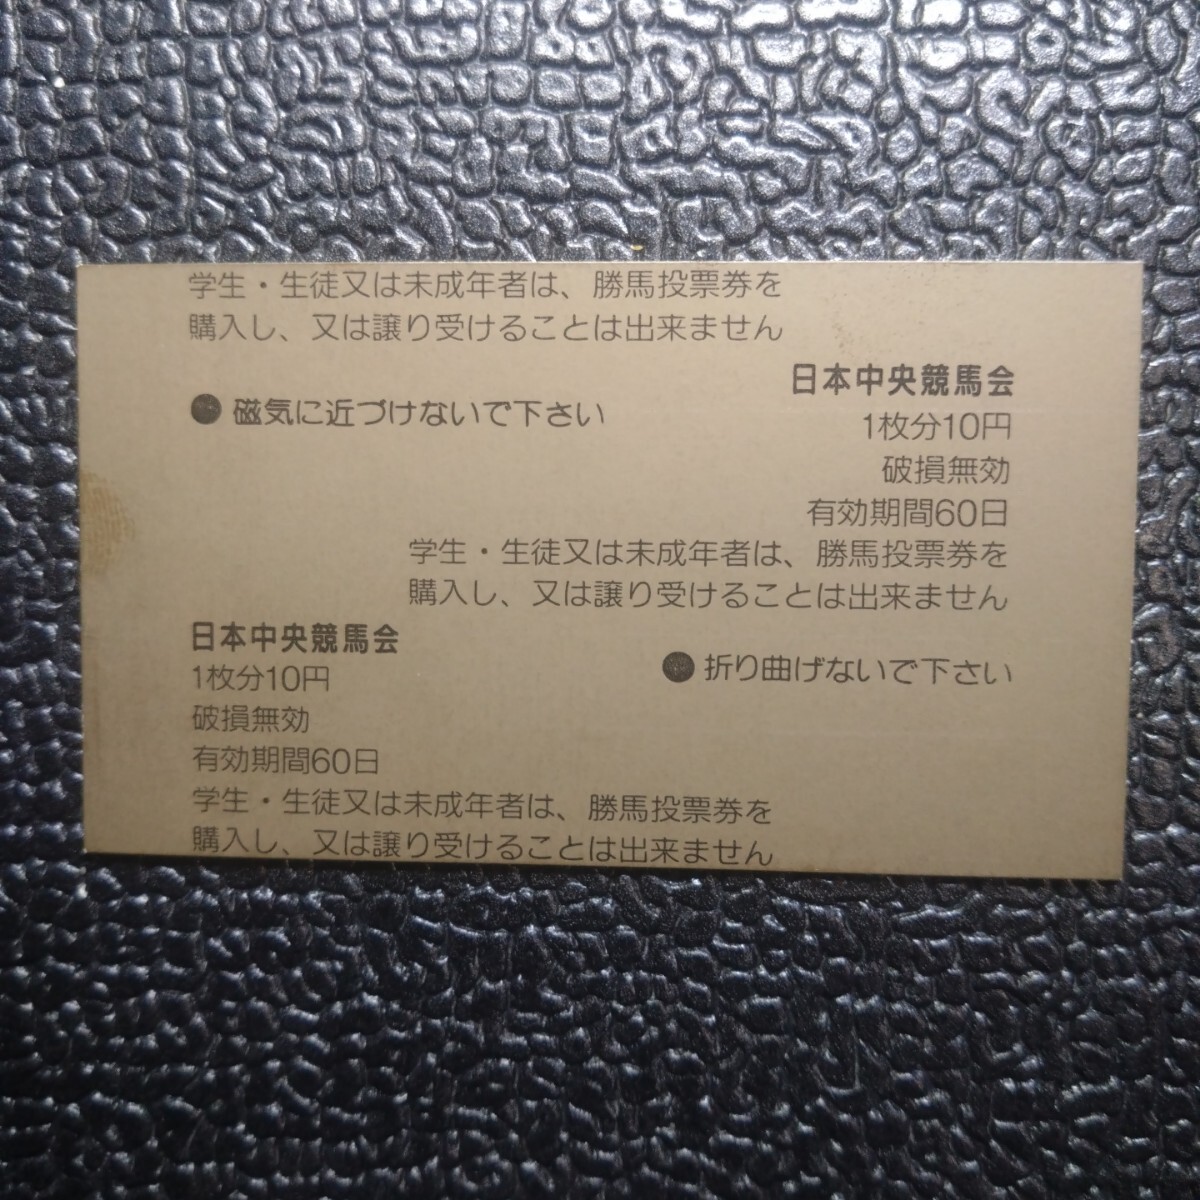 学生・生徒又は未成年者は、勝馬投票券を
購入し、又は譲り受けることは出来ません
日本中央競馬会
●磁気に近づけないで下さい
1枚分10円
破損無効
有効期間60日
学生・生徒又は未成年者は、勝馬投票券を
購入し、又は譲り受けることは出来ません
日本中央競馬会
●折り曲げないで下さい
1枚分10円
破損無効
有効期間60日
学生・生徒又は未成年者は、勝馬投票券を
購入し、又は譲り受けることは出来ません